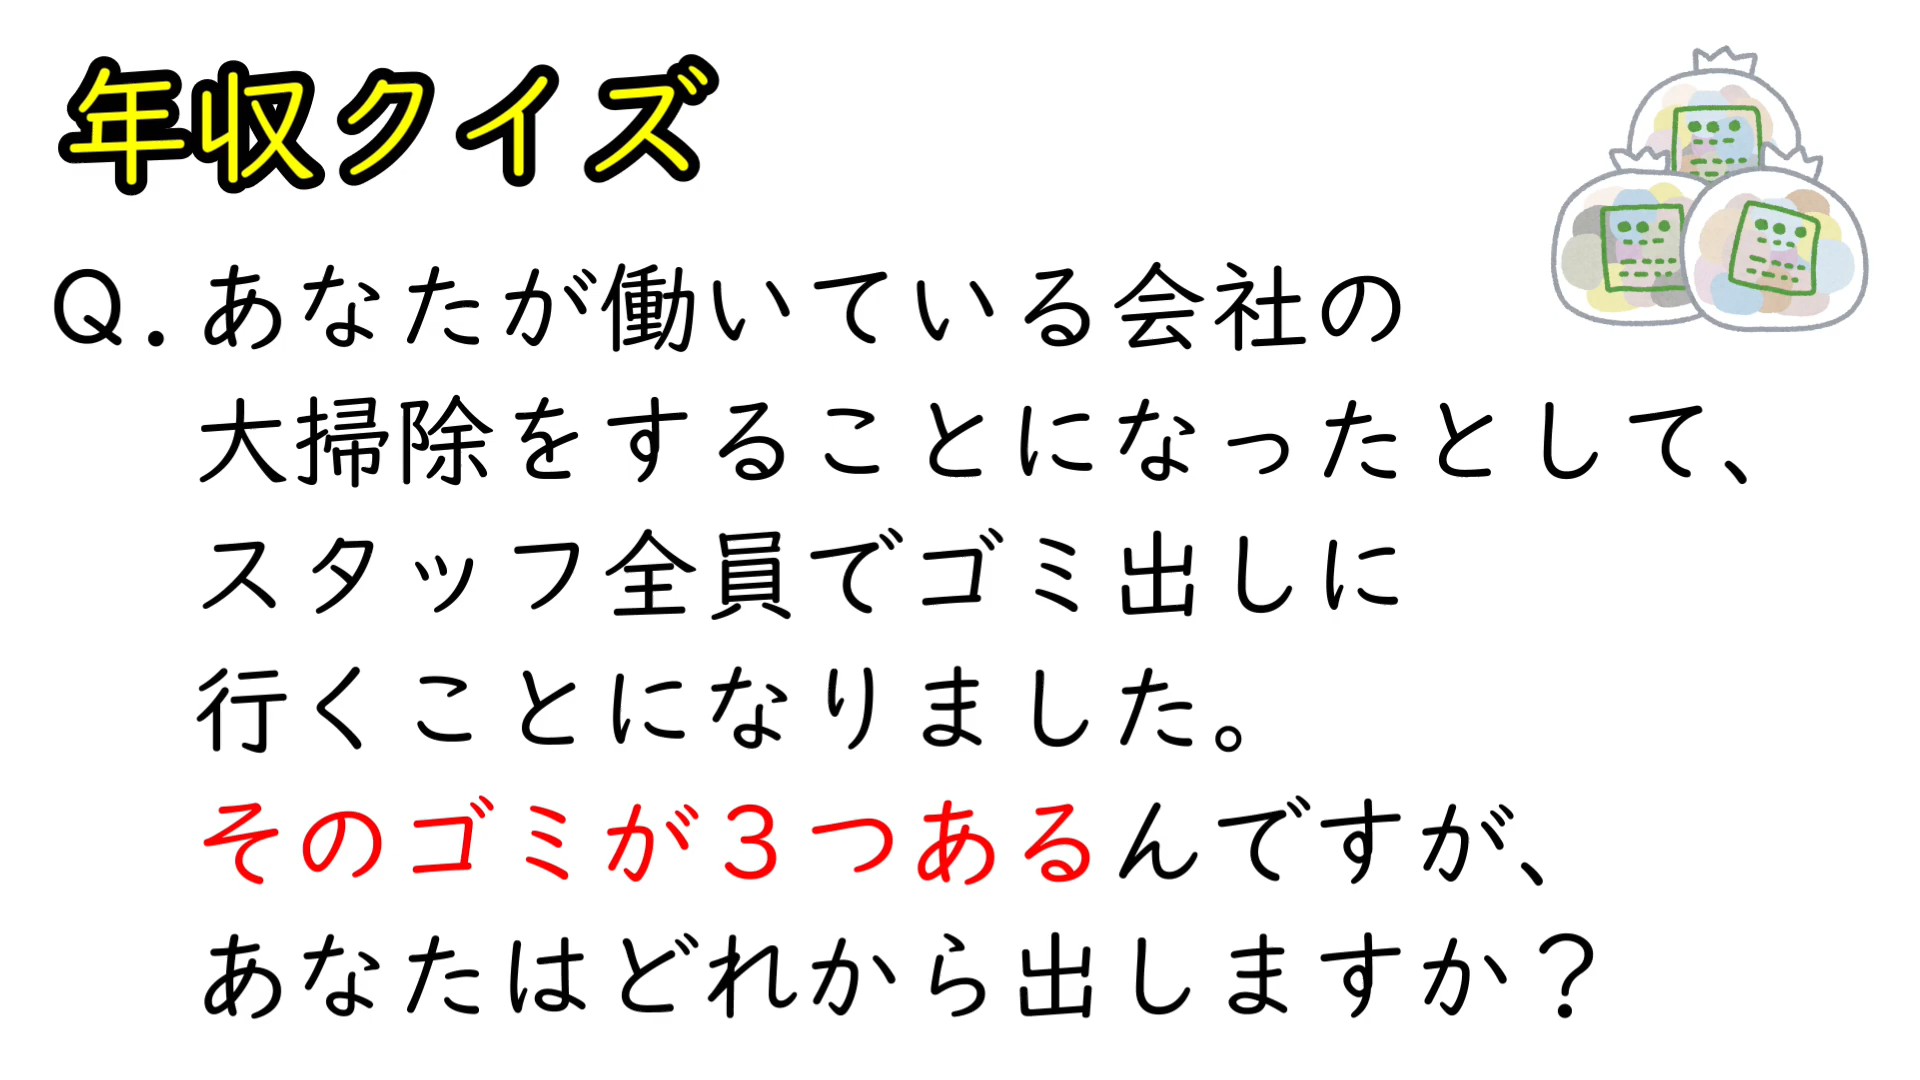 年収クイズ
Q．あなたが働いている会社の
大掃除をすることになったとして、
スタッフ全員でゴミ出しに
行くことになりました。
そのゴミが３つあるんですが、
あなたはどれから出しますか？